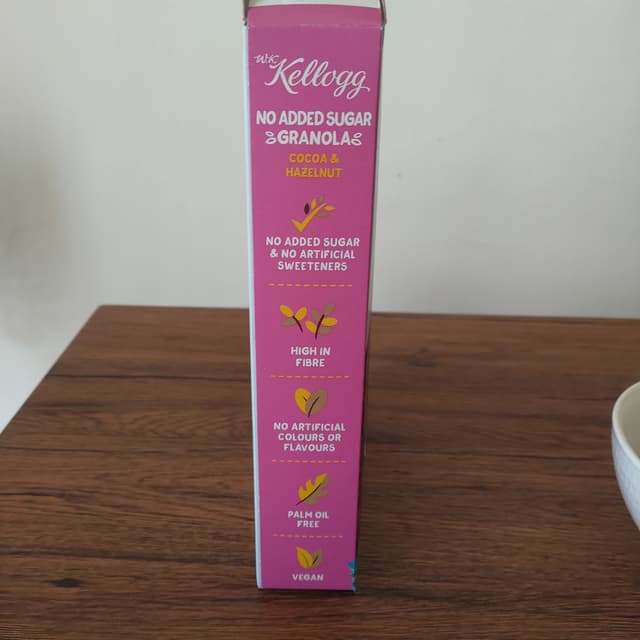 WKK Kellogg
NO ADDED SUGAR
GRANOLA
COCOA &
HAZELNUT
NO ADDED SUGAR
& NO ARTIFICIAL
SWEETENERS
HIGH IN
FIBRE
NO ARTIFICIAL
COLOURS OR
FLAVOURS
PALM OIL
FREE
VEGAN